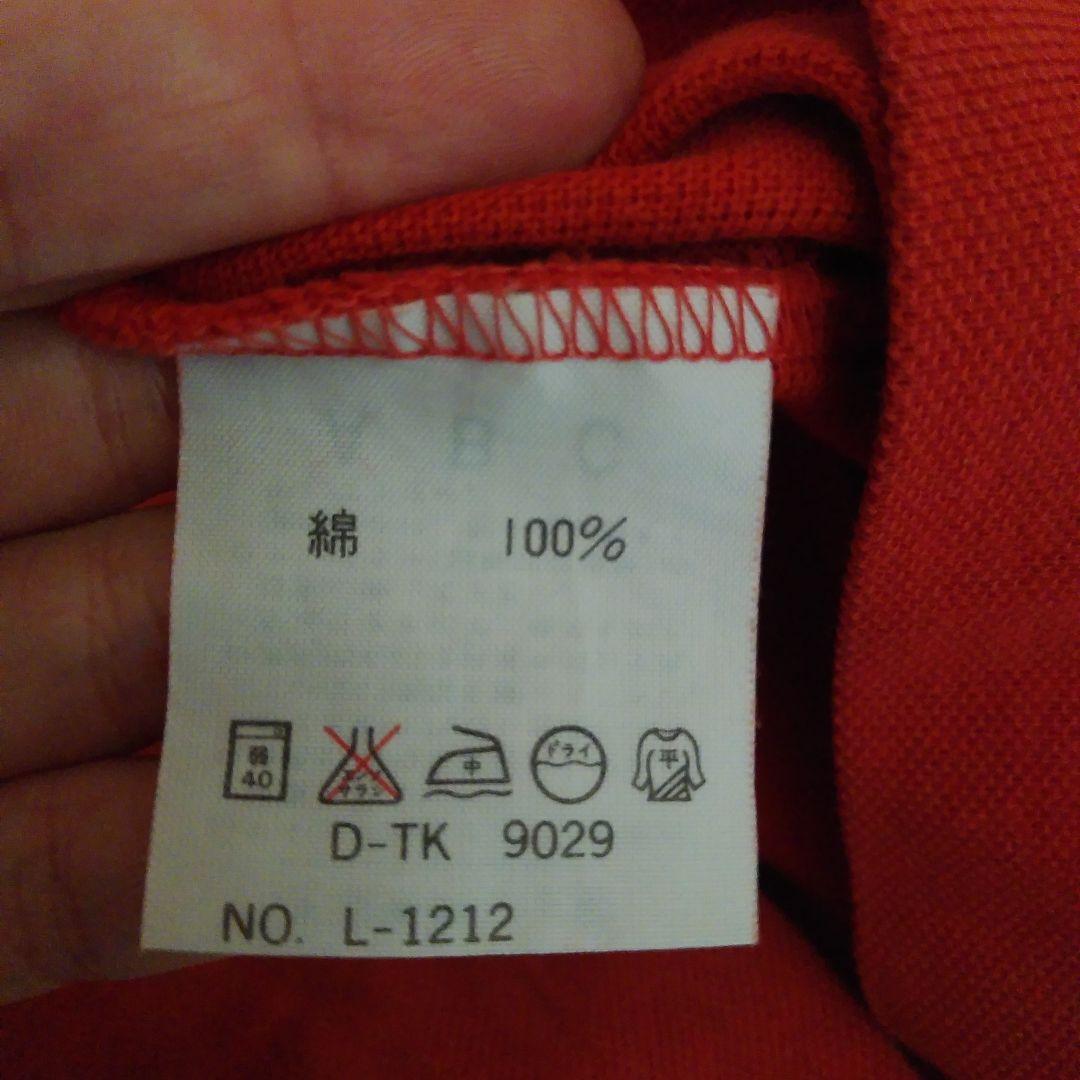 Y B C
綿 100%
弱 40 エンソ サラシ 中 ドライ 平
D-TK 9029
NO. L-1212